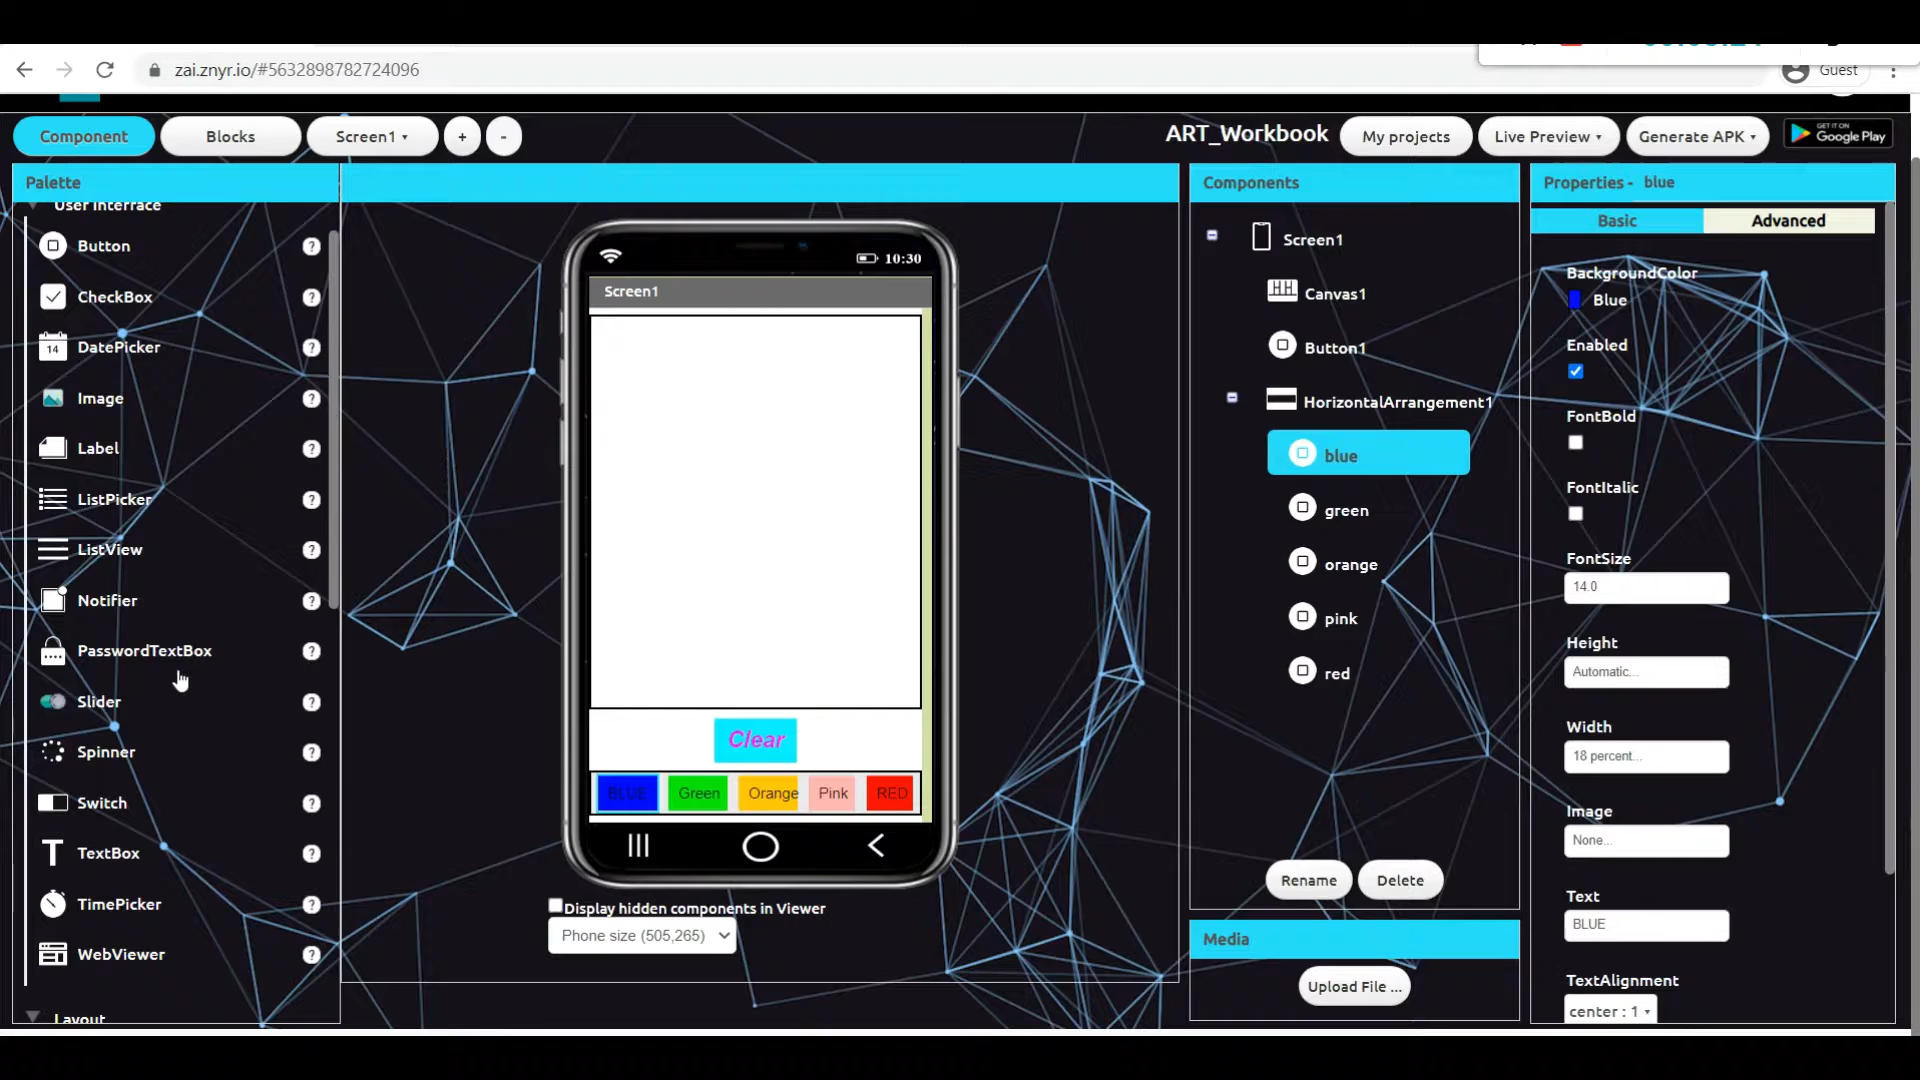 zai.znyr.io/#5632898782724096
Guest
Component
Blocks
Screen1
+
-
ART_Workbook
My projects
Live Preview
Generate APK
GET IT ON
Google Play
Palette
User Interface
Button
?
CheckBox
?
14
DatePicker
?
Image
?
Label
?
ListPicker
?
ListView
?
Notifier
?
PasswordTextBox
?
Slider
?
Spinner
?
Switch
?
TextBox
?
TimePicker
?
WebViewer
?
Layout
10:30
Screen1
Clear
BLUE
Green
Orange
Pink
RED
Display hidden components in Viewer
Phone size (505,265)
Components
Screen1
Canvas1
Button1
HorizontalArrangement1
blue
green
orange
pink
red
Rename
Delete
Media
Upload File ...
Properties - blue
Basic
Advanced
BackgroundColor
Blue
Enabled
FontBold
FontItalic
FontSize
14.0
Height
Automatic...
Width
18 percent...
Image
None...
Text
BLUE
TextAlignment
center : 1